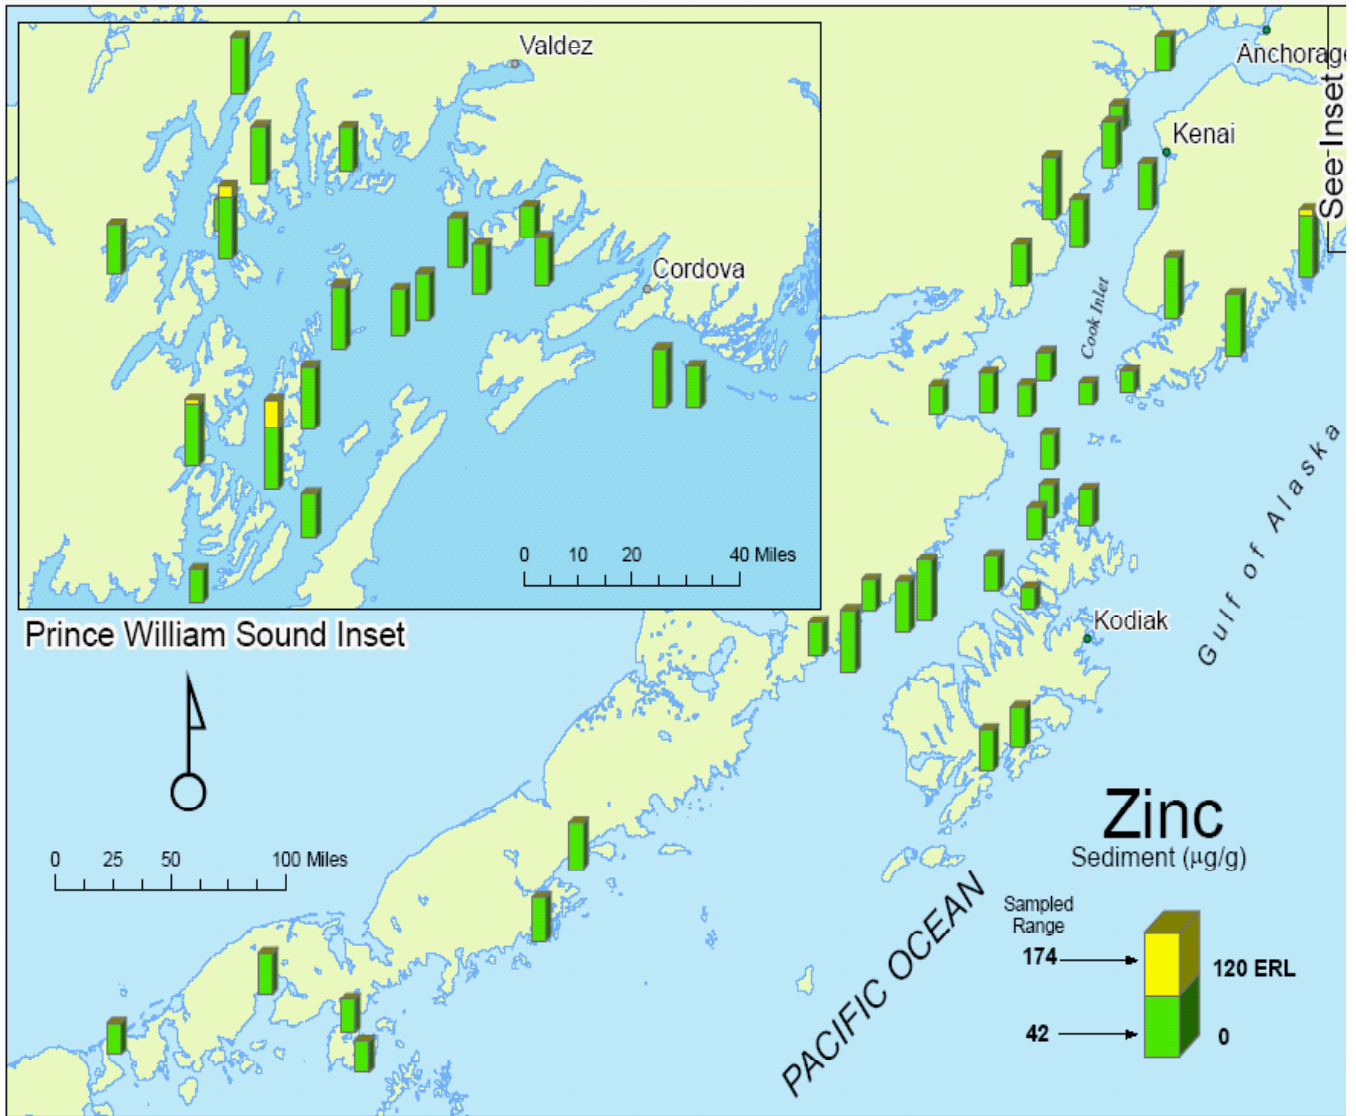 Valdez
Anchorage
Kenai
See-Inset
Cordova
Cook Inlet
0 10 20 40 Miles
Gulf of Alaska
Prince William Sound Inset
Kodiak
Zinc
Sediment (µg/g)
0 25 50 100 Miles
PACIFIC OCEAN
Sampled
Range
174
120 ERL
42
0